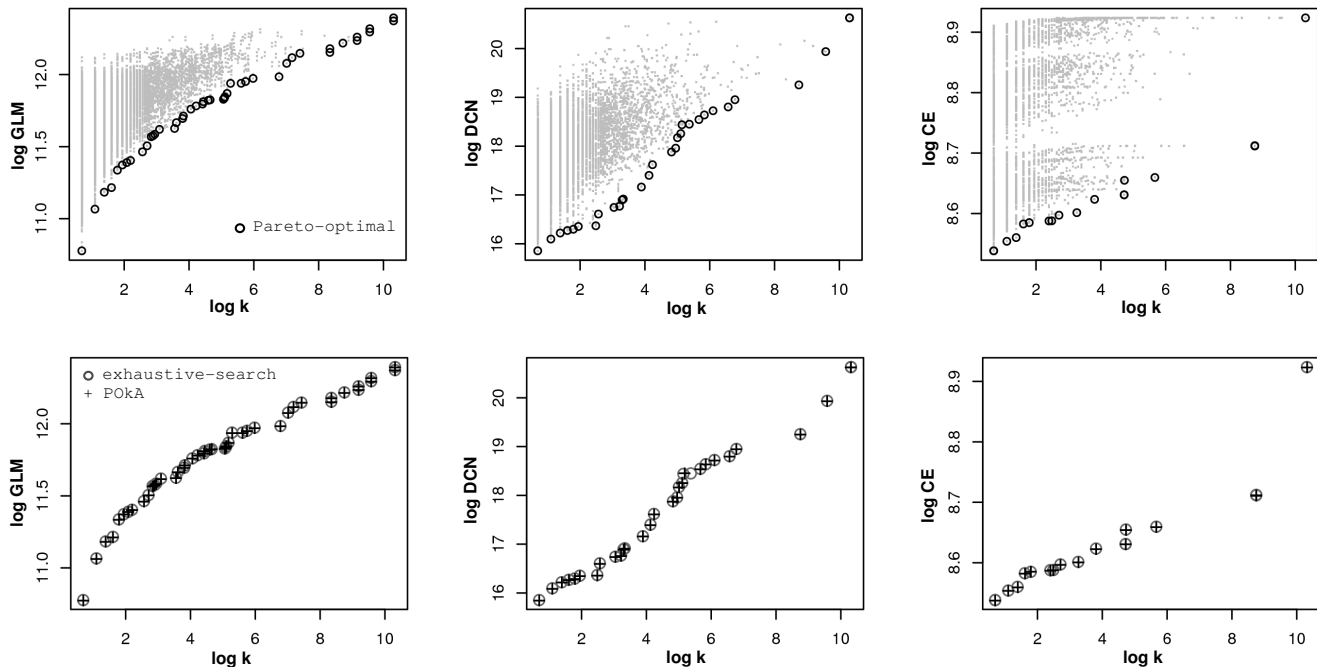 log GLM
12.0
11.5
11.0
Pareto-optimal
2 4 6 8 10
log k
log DCN
20
19
18
17
16
2 4 6 8 10
log k
log CE
8.9
8.8
8.7
8.6
2 4 6 8 10
log k
log GLM
12.0
11.5
11.0
exhaustive-search
+ POkA
2 4 6 8 10
log k
log DCN
20
19
18
17
16
2 4 6 8 10
log k
log CE
8.9
8.8
8.7
8.6
2 4 6 8 10
log k